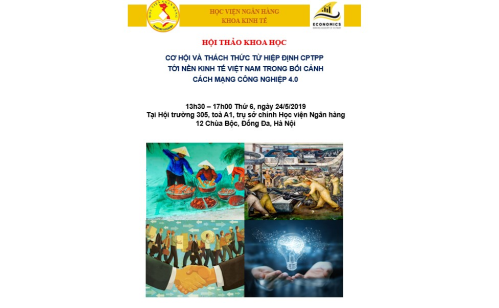 HỌC VIỆN NGÂN HÀNG
KHOA KINH TẾ
ECONOMICS
HỘI THẢO KHOA HỌC
CƠ HỘI VÀ THÁCH THỨC TỪ HIỆP ĐỊNH CPTPP
TỚI NỀN KINH TẾ VIỆT NAM TRONG BỐI CẢNH
CÁCH MẠNG CÔNG NGHIỆP 4.0
13h30 – 17h00 Thứ 6, ngày 24/5/2019
Tại Hội trường 305, toà A1, trụ sở chính Học viện Ngân hàng
12 Chùa Bộc, Đống Đa, Hà Nội